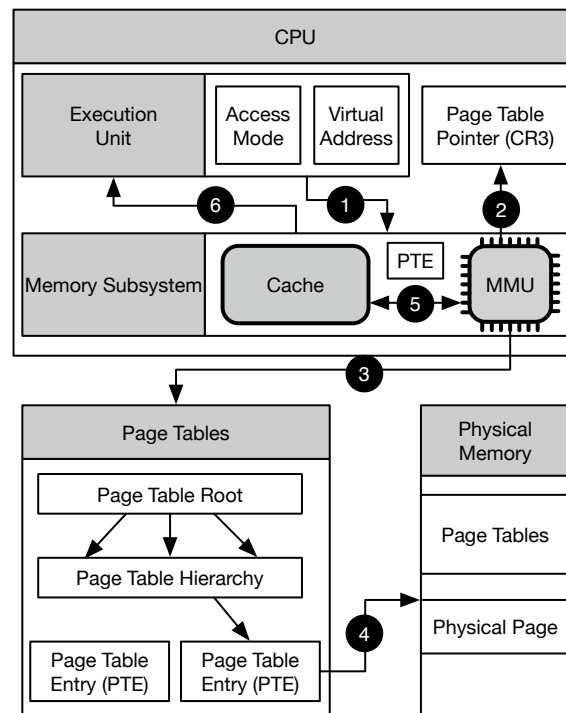 CPU
Execution
Unit
Access
Mode
Virtual
Address
Page Table
Pointer (CR3)
6
1
2
Memory Subsystem
Cache
PTE
5
MMU
3
Page Tables
Physical
Memory
Page Table Root
Page Tables
Page Table Hierarchy
Physical Page
4
Page Table
Entry (PTE)
Page Table
Entry (PTE)